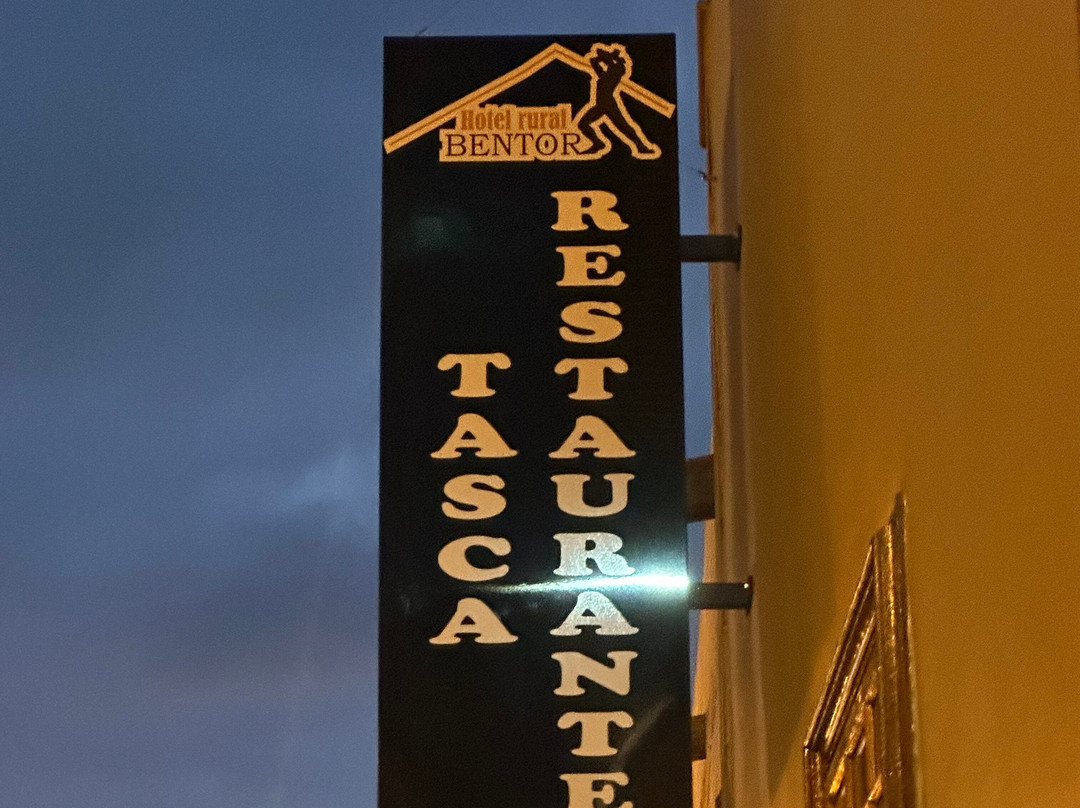 Hotel rural
BENTOR
TASCA
RESTAURANTE